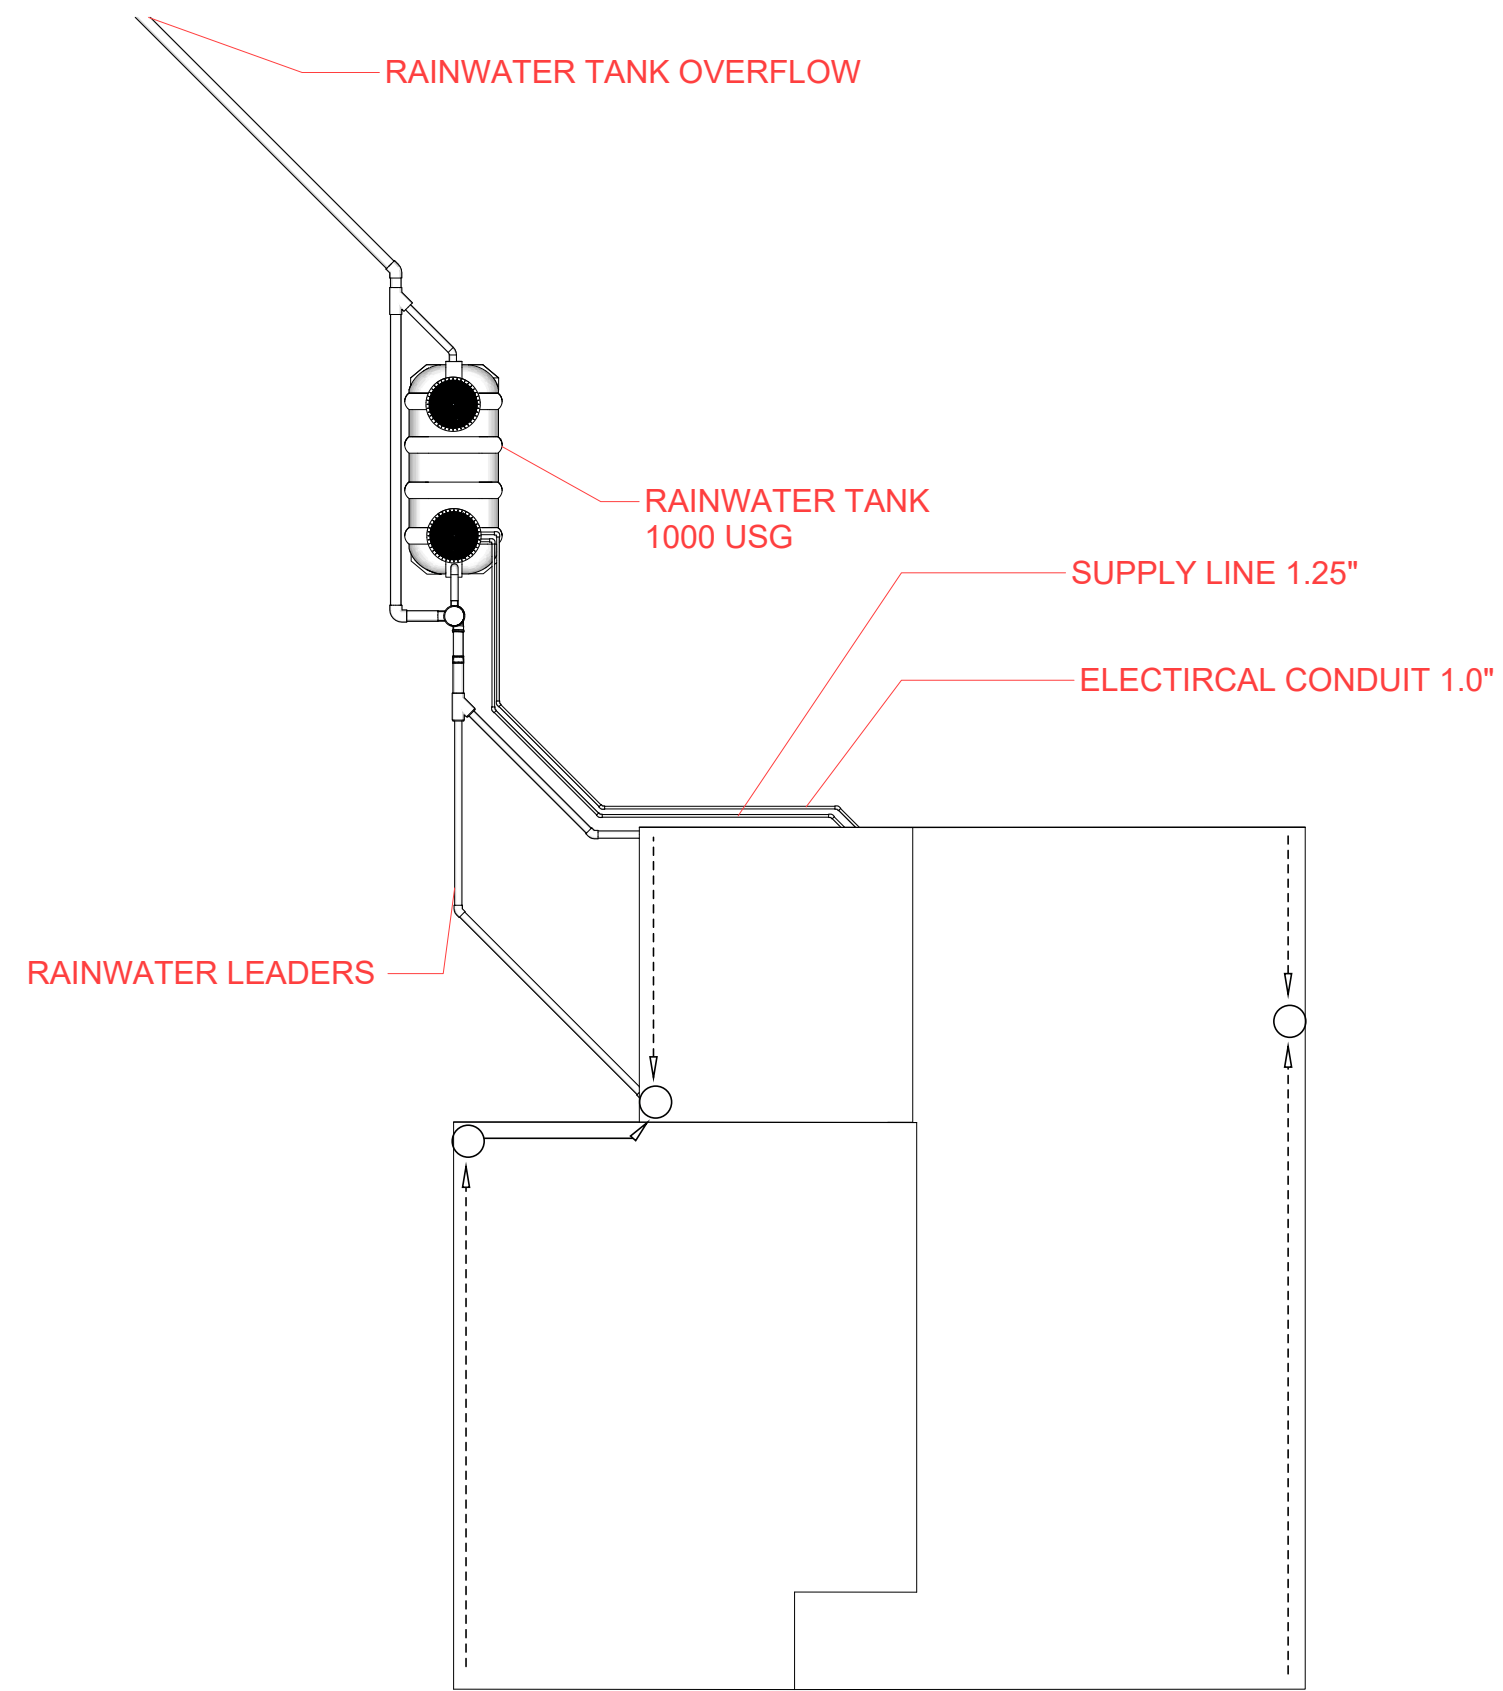 RAINWATER TANK OVERFLOW
RAINWATER TANK
1000 USG
SUPPLY LINE 1.25"
ELECTIRCAL CONDUIT 1.0"
RAINWATER LEADERS